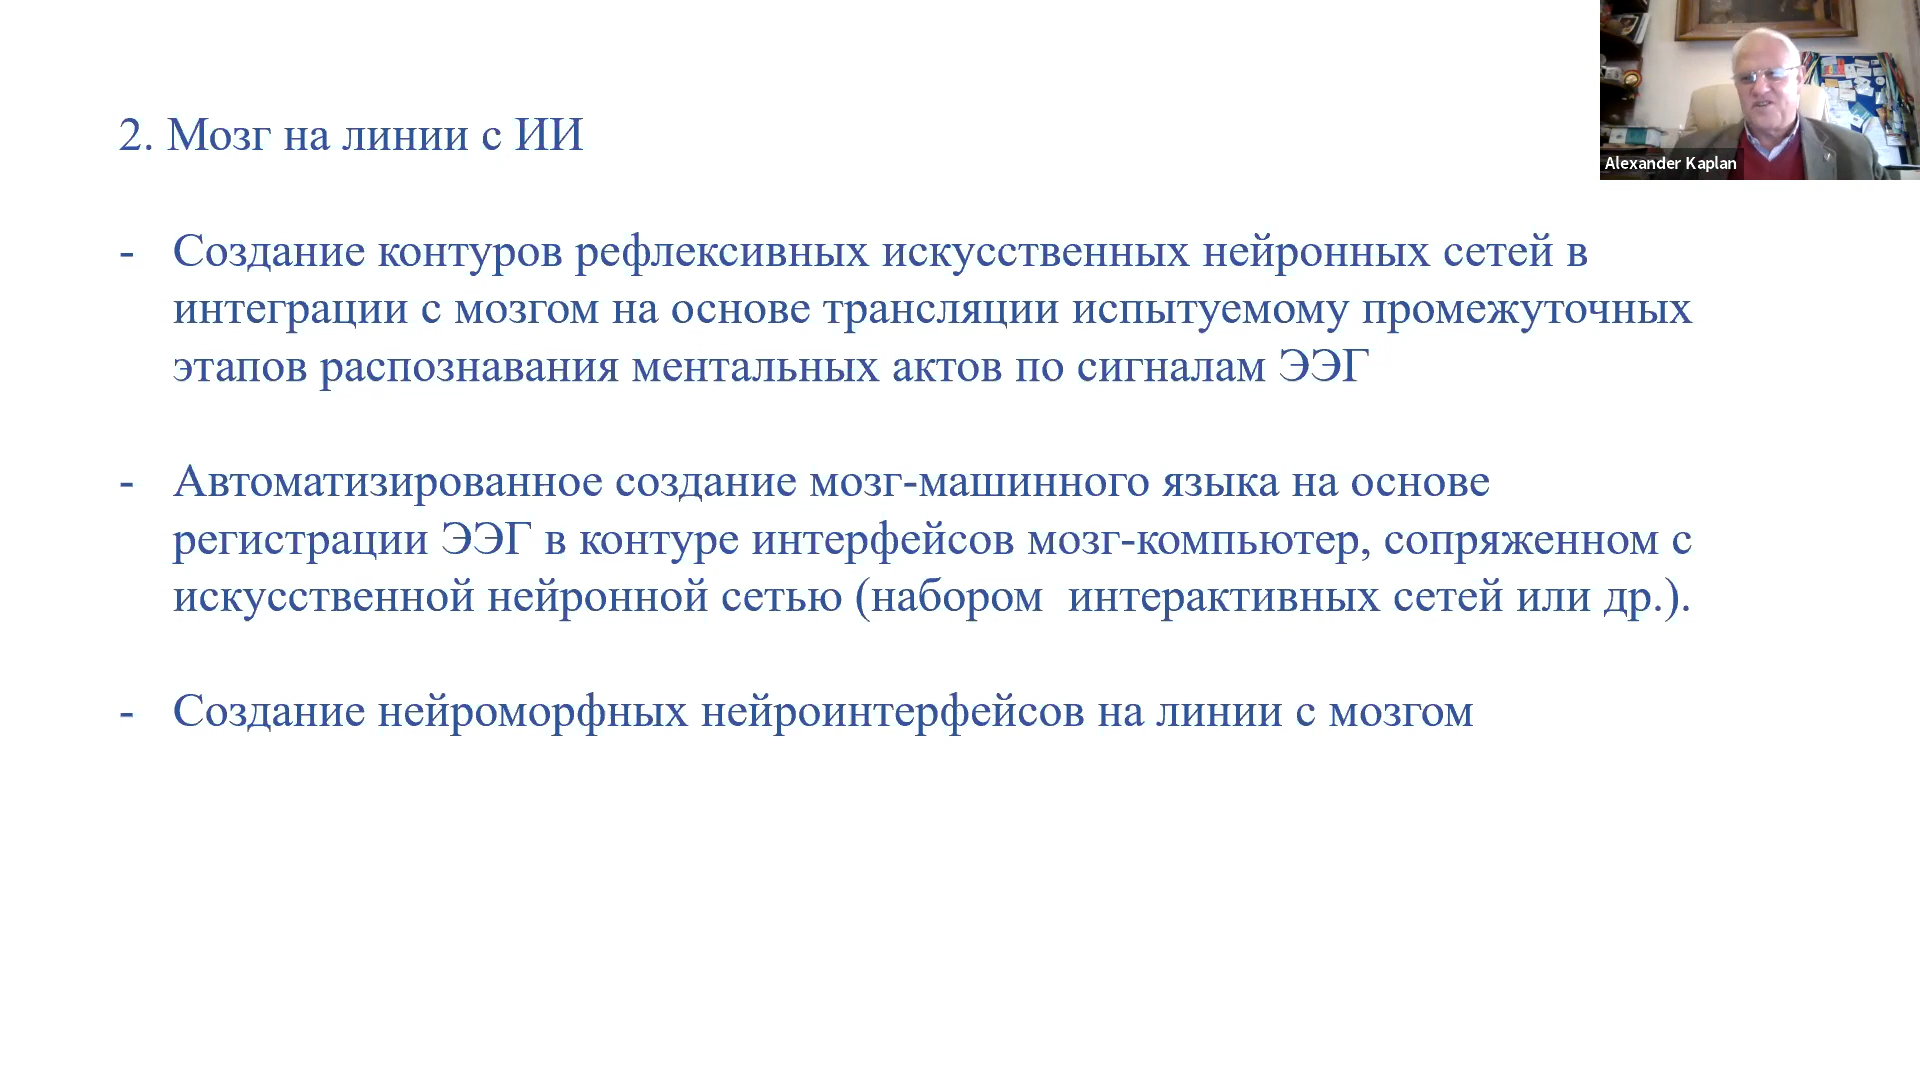 2. Мозг на линии с ИИ
- Создание контуров рефлексивных искусственных нейронных сетей в
интеграции с мозгом на основе трансляции испытуемому промежуточных
этапов распознавания ментальных актов по сигналам ЭЭГ
- Автоматизированное создание мозг-машинного языка на основе
регистрации ЭЭГ в контуре интерфейсов мозг-компьютер, сопряженном с
искусственной нейронной сетью (набором  интерактивных сетей или др.).
- Создание нейроморфных нейроинтерфейсов на линии с мозгом
Alexander Kaplan